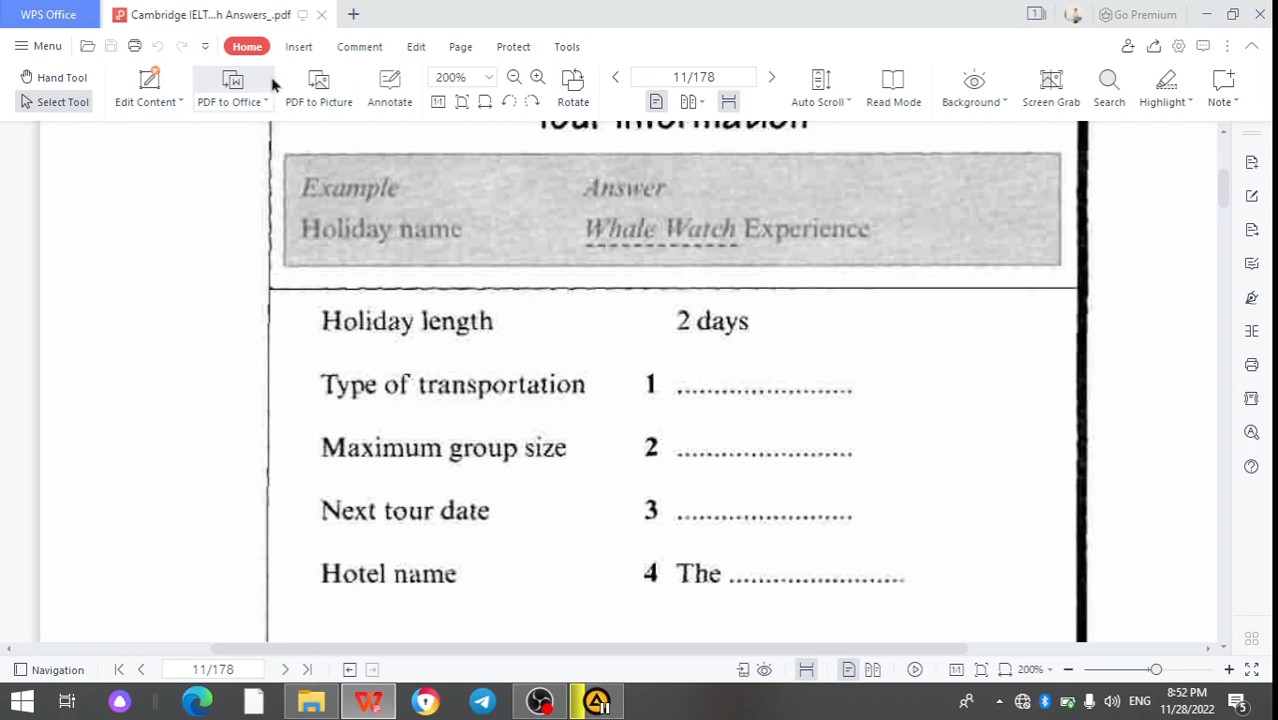 WPS Office
Cambridge IELT...h Answers_.pdf
1
Go Premium
Menu
Home
Insert
Comment
Edit
Page
Protect
Tools
Hand Tool
Select Tool
Edit Content
PDF to Office
PDF to Picture
Annotate
200%
Rotate
11/178
Auto Scroll
Read Mode
Background
Screen Grab
Search
Highlight
Note
Tour information
Example Answer
Holiday name Whale Watch Experience
Holiday length 2 days
Type of transportation 1 ........................
Maximum group size 2 ........................
Next tour date 3 ........................
Hotel name 4 The ........................
Navigation
11/178
200%
ENG
8:52 PM
11/28/2022
5